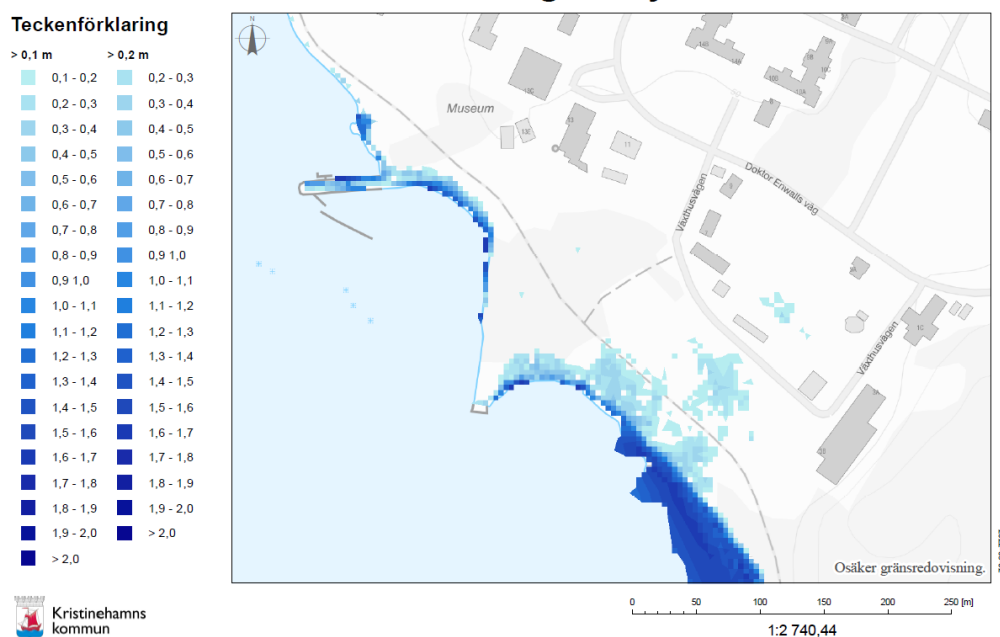 Teckenförklaring
> 0,1 m > 0,2 m
0,1 - 0,2 0,2 - 0,3
0,2 - 0,3 0,3 - 0,4
0,3 - 0,4 0,4 - 0,5
0,4 - 0,5 0,5 - 0,6
0,5 - 0,6 0,6 - 0,7
0,6 - 0,7 0,7 - 0,8
0,7 - 0,8 0,8 - 0,9
0,8 - 0,9 0,9 1,0
0,9 1,0 1,0 - 1,1
1,0 - 1,1 1,1 - 1,2
1,1 - 1,2 1,2 - 1,3
1,2 - 1,3 1,3 - 1,4
1,3 - 1,4 1,4 - 1,5
1,4 - 1,5 1,5 - 1,6
1,5 - 1,6 1,6 - 1,7
1,6 - 1,7 1,7 - 1,8
1,7 - 1,8 1,8 - 1,9
1,8 - 1,9 1,9 - 2,0
1,9 - 2,0 > 2,0
> 2,0
N
7
Museum
13
11
Doktor Enwalls väg
Växthusvägen
Växthusvägen
Osäker gränsredovisning.
Kristinehamns
kommun
0 50 100 150 200 250 [m]
1:2 740,44